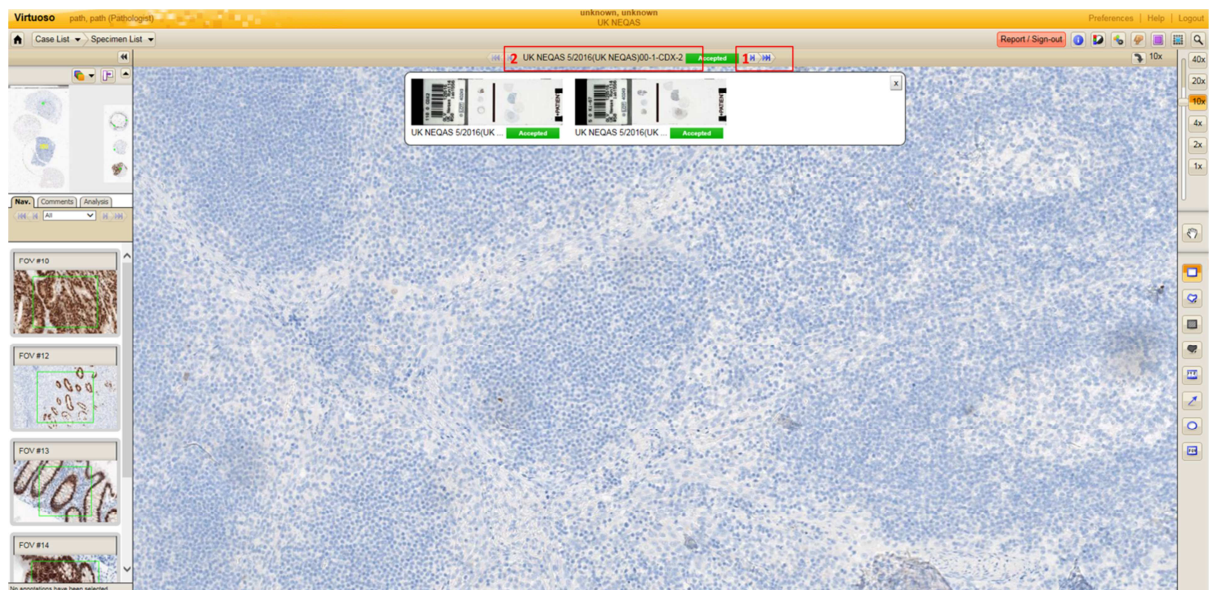 Virtuoso path, path (Pathologist) unknown, unknown Preferences | Help | Logout
UK NEQAS
Case List Specimen List Report / Sign-out
2 UK NEQAS 5/2016(UK NEQAS)00-1-CDX-2 Accepted 1 10x
40x
20x
10x
4x
2x
1x
x
UK NEQAS 5/2016(UK ... Accepted UK NEQAS 5/2016(UK ... Accepted
Nav. Comments Analysis
All
FOV #10
FOV #12
FOV #13
FOV #14
No annotations have been selected